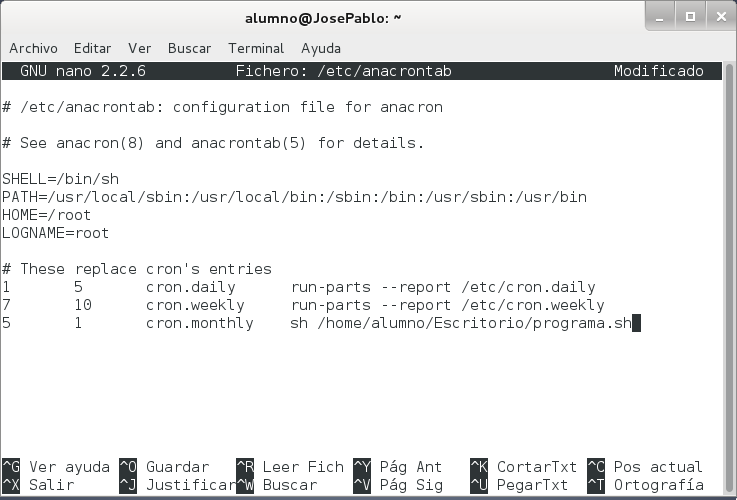 alumno@JosePablo: ~
Archivo Editar Ver Buscar Terminal Ayuda
GNU nano 2.2.6 Fichero: /etc/anacrontab Modificado
# /etc/anacrontab: configuration file for anacron
# See anacron(8) and anacrontab(5) for details.
SHELL=/bin/sh
PATH=/usr/local/sbin:/usr/local/bin:/sbin:/bin:/usr/sbin:/usr/bin
HOME=/root
LOGNAME=root
# These replace cron's entries
1 5 cron.daily run-parts --report /etc/cron.daily
7 10 cron.weekly run-parts --report /etc/cron.weekly
5 1 cron.monthly sh /home/alumno/Escritorio/programa.sh
^G Ver ayuda ^O Guardar ^R Leer Fich ^Y Pág Ant ^K CortarTxt ^C Pos actual
^X Salir ^J Justificar ^W Buscar ^V Pág Sig ^U PegarTxt ^T Ortografía